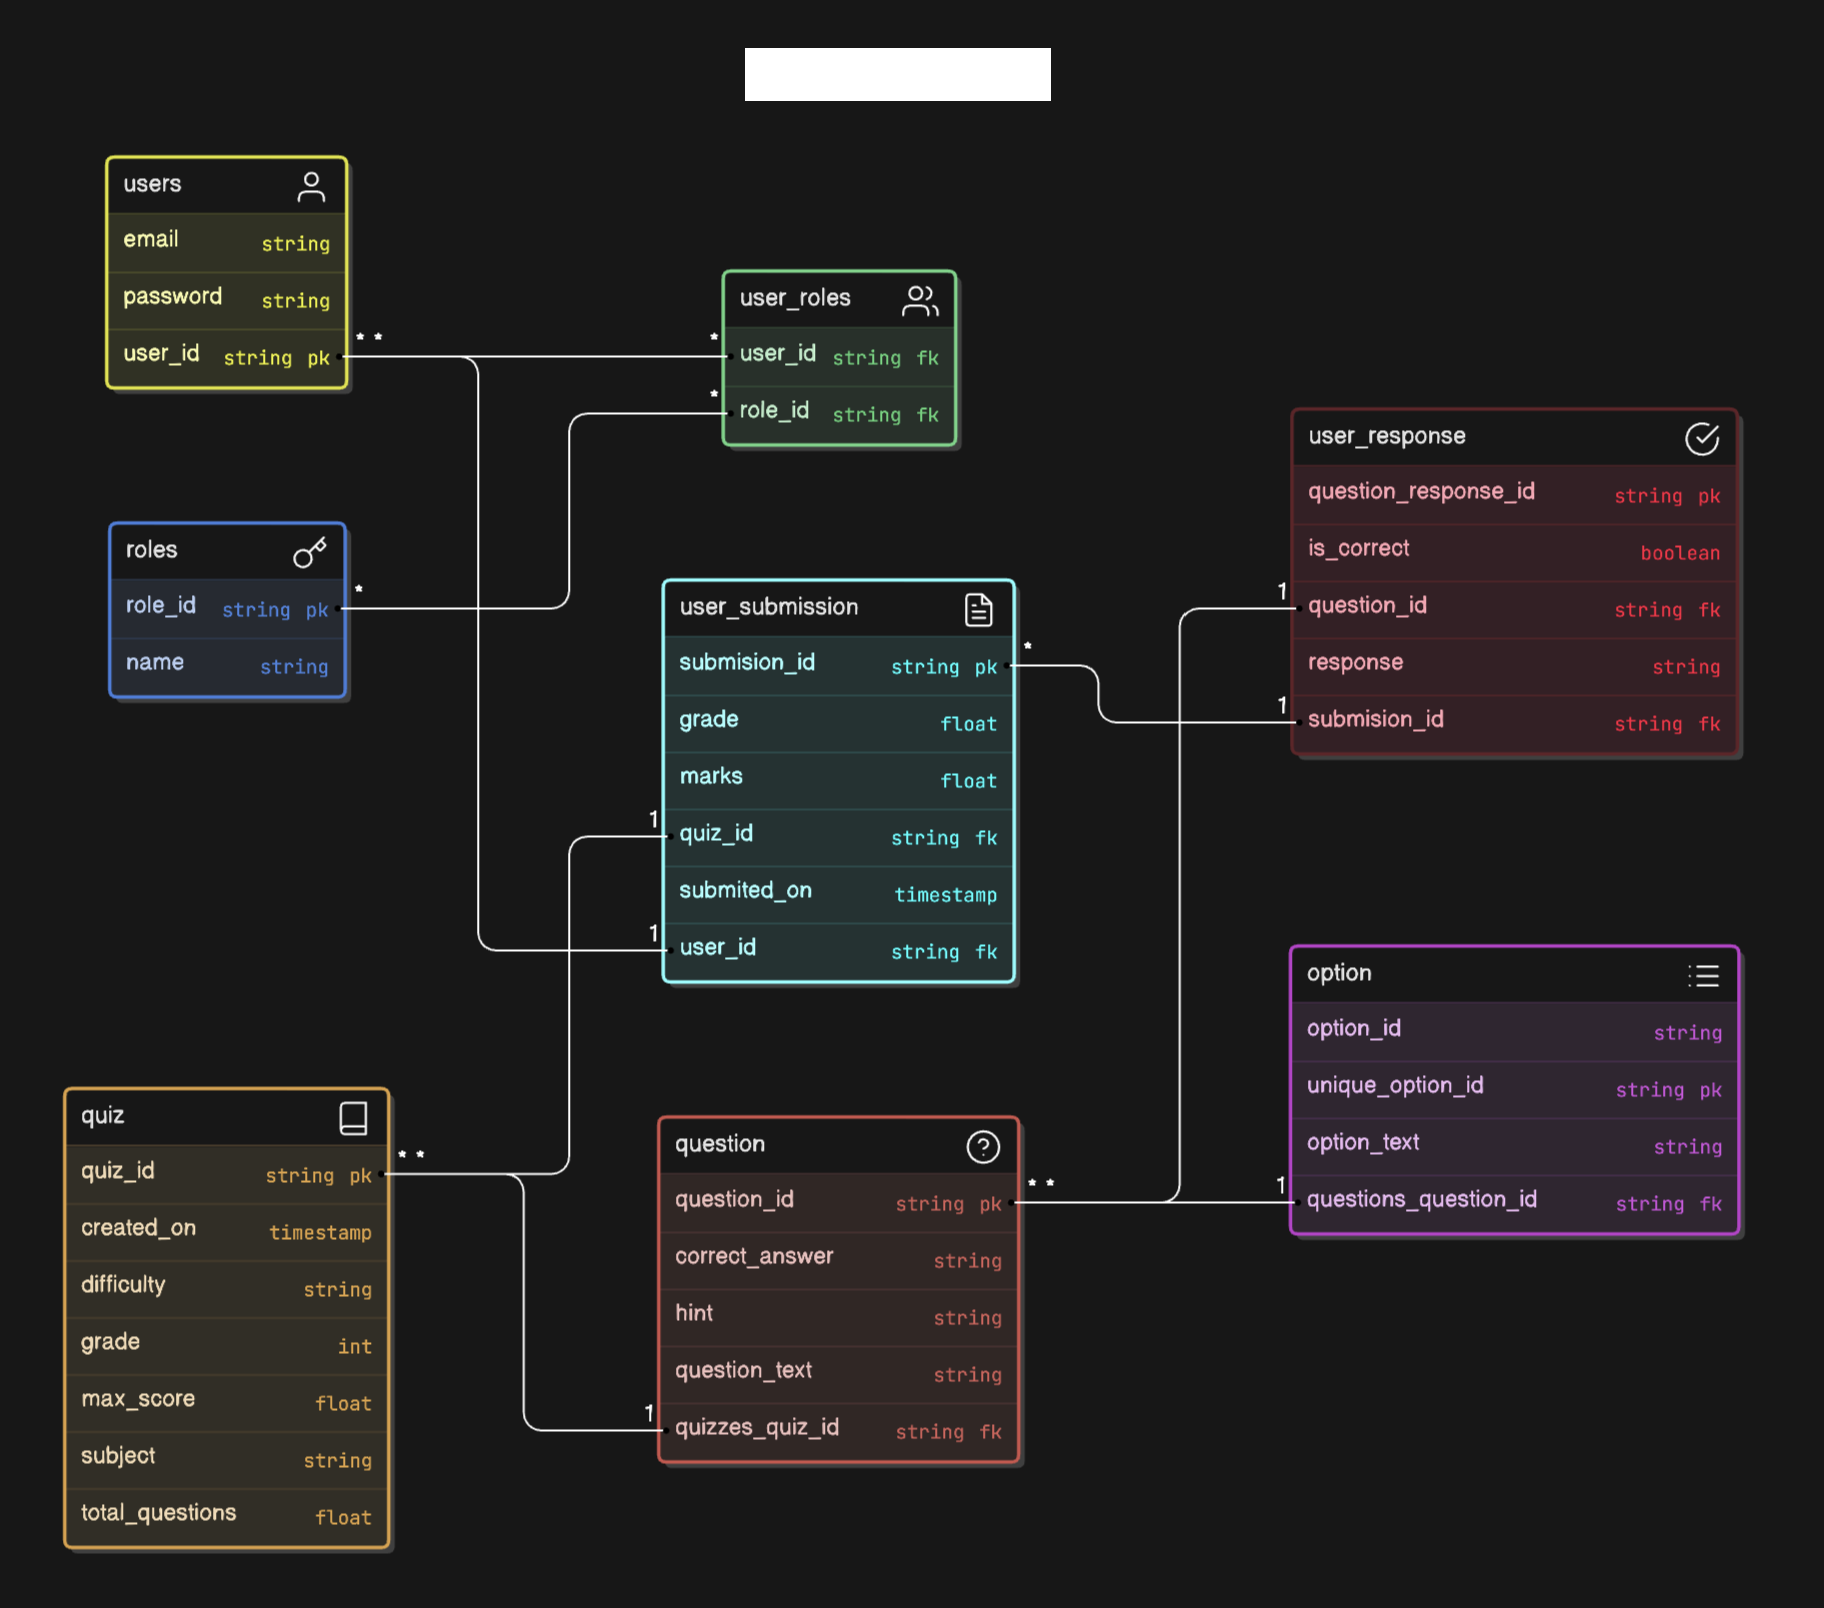 users
email string
password string
user_id string pk
* *
user_roles
* user_id string fk
* role_id string fk
roles
role_id string pk
*
name string
user_submission
submision_id string pk
*
grade float
marks float
1 quiz_id string fk
submited_on timestamp
1 user_id string fk
user_response
question_response_id string pk
is_correct boolean
1 question_id string fk
response string
1 submision_id string fk
option
option_id string
unique_option_id string pk
option_text string
1 questions_question_id string fk
quiz
quiz_id string pk
* *
created_on timestamp
difficulty string
grade int
max_score float
subject string
total_questions float
question
question_id string pk
* *
correct_answer string
hint string
question_text string
1 quizzes_quiz_id string fk